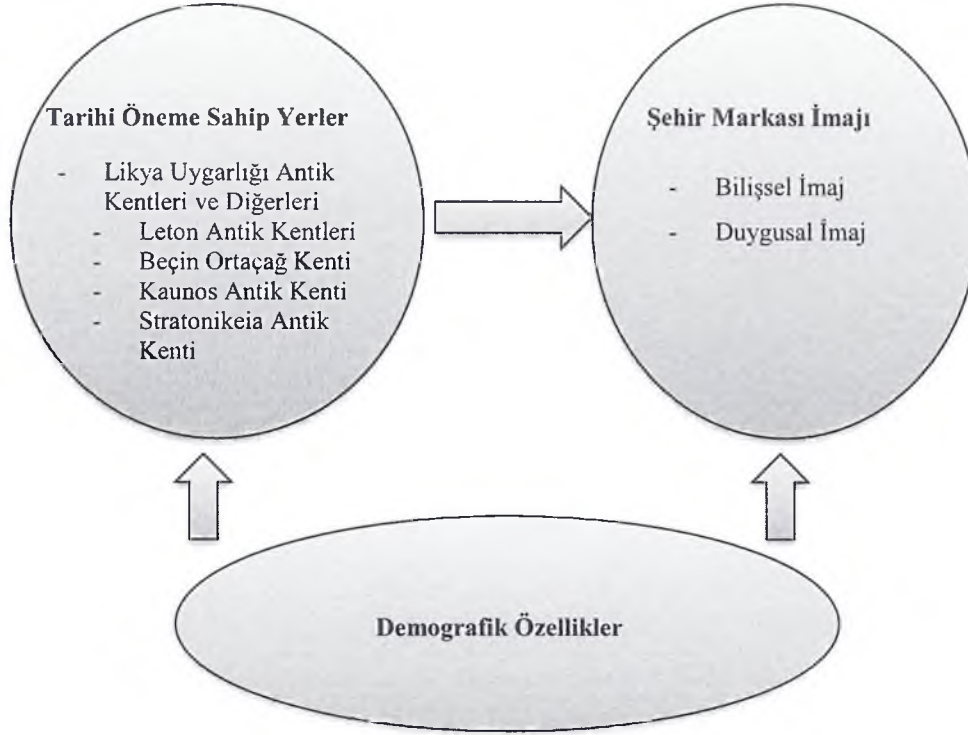 Tarihi Öneme Sahip Yerler
- Likya Uygarlığı Antik
Kentleri ve Diğerleri
- Leton Antik Kentleri
- Beçin Ortaçağ Kenti
- Kaunos Antik Kenti
- Stratonikeia Antik
Kenti
Şehir Markası İmajı
- Bilişsel İmaj
- Duygusal İmaj
Demografik Özellikler